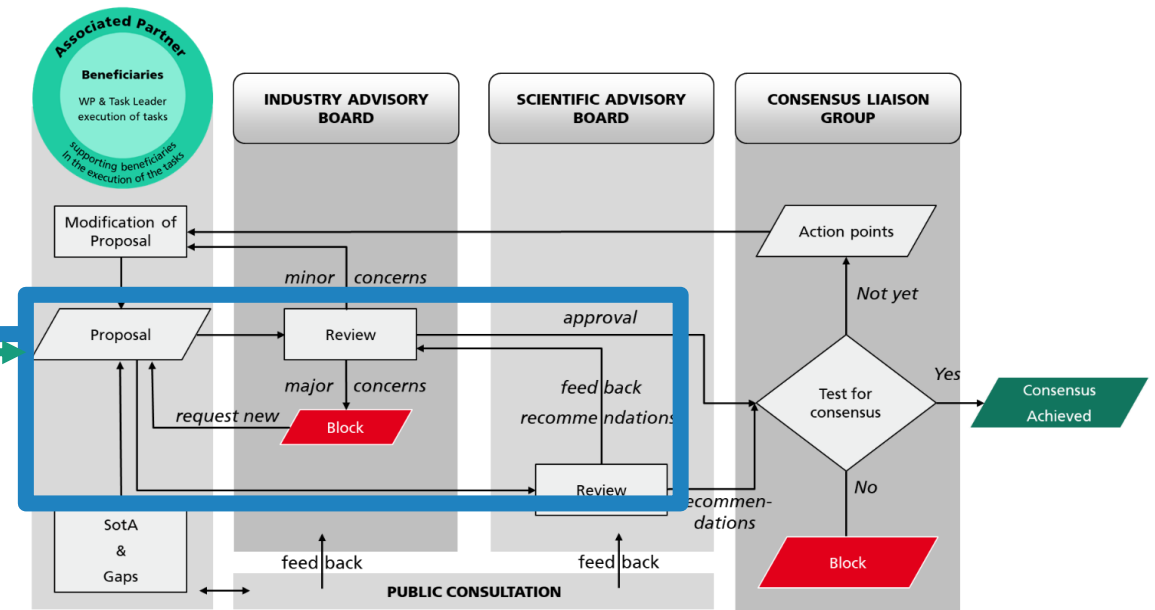 Associated Partner
Beneficiaries
WP & Task Leader
execution of tasks
supporting beneficiaries
In the execution of the tasks
INDUSTRY ADVISORY
BOARD
SCIENTIFIC ADVISORY
BOARD
CONSENSUS LIAISON
GROUP
Modification of
Proposal
Action points
minor concerns
Not yet
Proposal
Review
approval
major concerns
feed back
recomme ndations
request new
Block
Test for
consensus
Yes
Consensus
Achieved
Review
ecommen-
dations
No
SotA
&
Gaps
feed back
feed back
Block
PUBLIC CONSULTATION